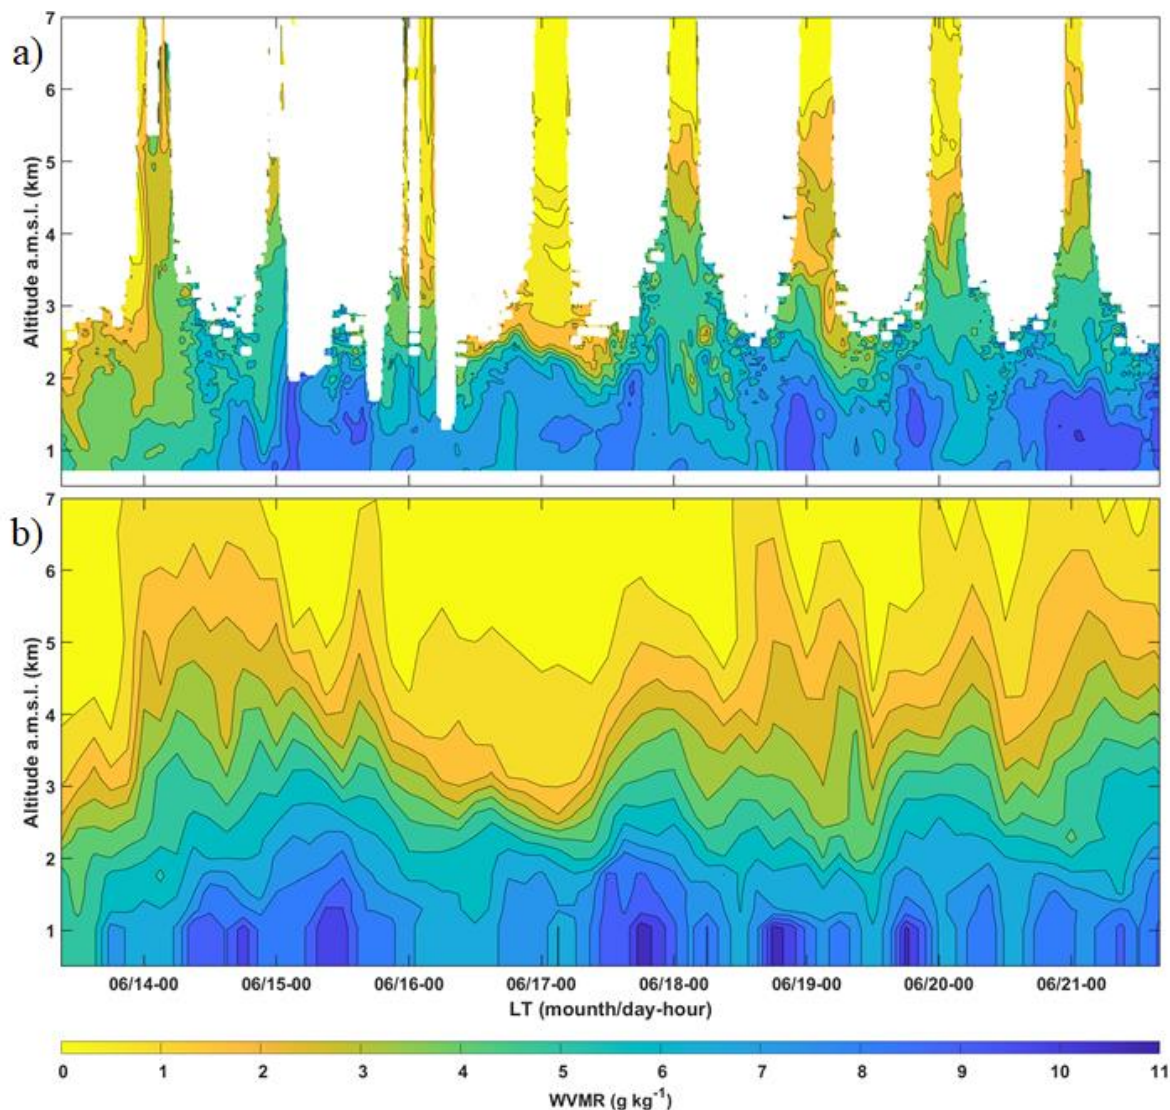 a)
7
6
5
4
3
2
1
Altitude a.m.s.l. (km)
b)
7
6
5
4
3
2
1
Altitude a.m.s.l. (km)
06/14-00 06/15-00 06/16-00 06/17-00 06/18-00 06/19-00 06/20-00 06/21-00
LT (mounth/day-hour)
0 1 2 3 4 5 6 7 8 9 10 11
WVMR (g kg⁻¹)